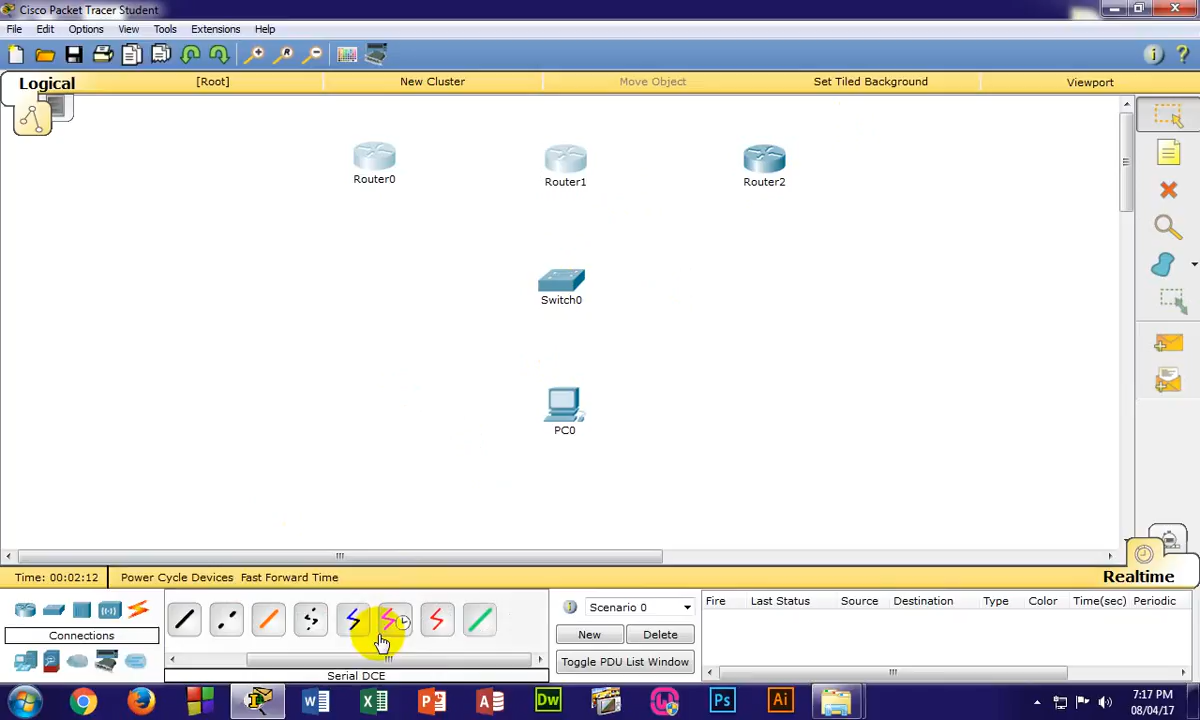 Cisco Packet Tracer Student
File Edit Options View Tools Extensions Help
Logical [Root] New Cluster Move Object Set Tiled Background Viewport
Router0 Router1 Router2
Switch0
PC0
Time: 00:02:12 Power Cycle Devices Fast Forward Time Realtime
Connections
Serial DCE
Scenario 0
New Delete
Toggle PDU List Window
Fire Last Status Source Destination Type Color Time(sec) Periodic
W X P A Dw Ps Ai
7:17 PM
08/04/17